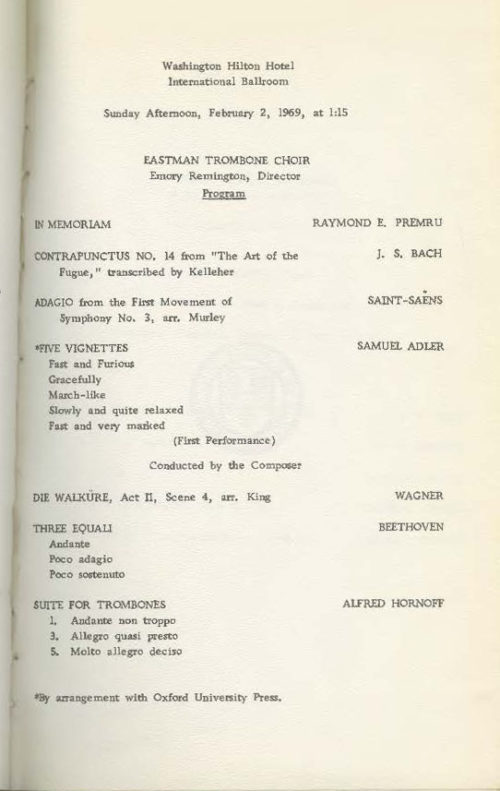 Washington Hilton Hotel
International Ballroom
Sunday Afternoon, February 2, 1969, at 1:15
EASTMAN TROMBONE CHOIR
Emory Remington, Director
Program
IN MEMORIAM RAYMOND E. PREMRU
CONTRAPUNCTUS NO. 14 from "The Art of the J. S. BACH
Fugue," transcribed by Kelleher
ADAGIO from the First Movement of SAINT-SAËNS
Symphony No. 3, arr. Murley
*FIVE VIGNETTES SAMUEL ADLER
Fast and Furious
Gracefully
March-like
Slowly and quite relaxed
Fast and very marked
(First Performance)
Conducted by the Composer
DIE WALKÜRE, Act II, Scene 4, arr. King WAGNER
THREE EQUALI BEETHOVEN
Andante
Poco adagio
Poco sostenuto
SUITE FOR TROMBONES ALFRED HORNOFF
1. Andante non troppo
3. Allegro quasi presto
5. Molto allegro deciso
*By arrangement with Oxford University Press.